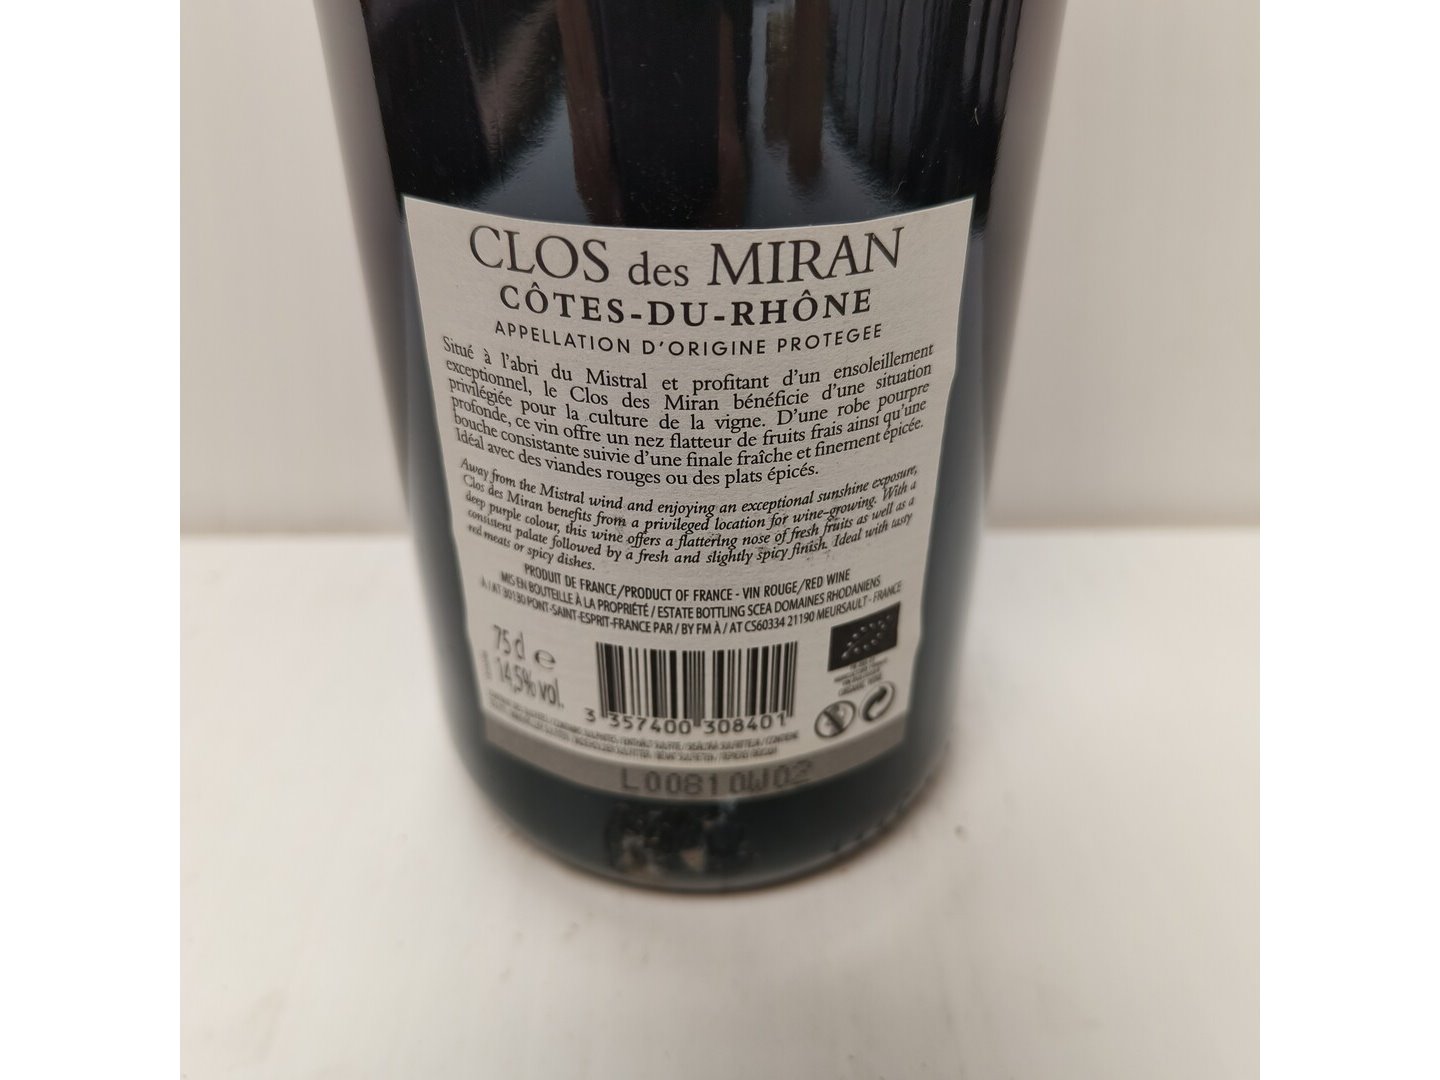 CLOS des MIRAN
CÔTES-DU-RHÔNE
APPELLATION D'ORIGINE PROTEGEE
Situé à l'abri du Mistral et profitant d'un ensoleillement
exceptionnel, le Clos des Miran bénéficie d'une situation
privilégiée pour la culture de la vigne. D'une robe pourpre
profonde, ce vin offre un nez flatteur de fruits frais ainsi qu'une
bouche consistante suivie d'une finale fraîche et finement épicée.
Idéal avec des viandes rouges ou des plats épicés.
Away from the Mistral wind and enjoying an exceptional sunshine exposure,
Clos des Miran benefits from a privileged location for wine-growing. With a
deep purple colour, this wine offers a flattering nose of fresh fruits as well as a
consistent palate followed by a fresh and slightly spicy finish. Ideal with tasty
red meats or spicy dishes.
PRODUIT DE FRANCE/PRODUCT OF FRANCE - VIN ROUGE/RED WINE
MIS EN BOUTEILLE À LA PROPRIÉTÉ / ESTATE BOTTLING SCEA DOMAINES RHODANIENS
À / AT 30130 PONT-SAINT-ESPRIT-FRANCE PAR / BY FM À / AT CS60334 21190 MEURSAULT - FRANCE
75 cl e
14,5% vol.
3 357400 308401
L00810W02